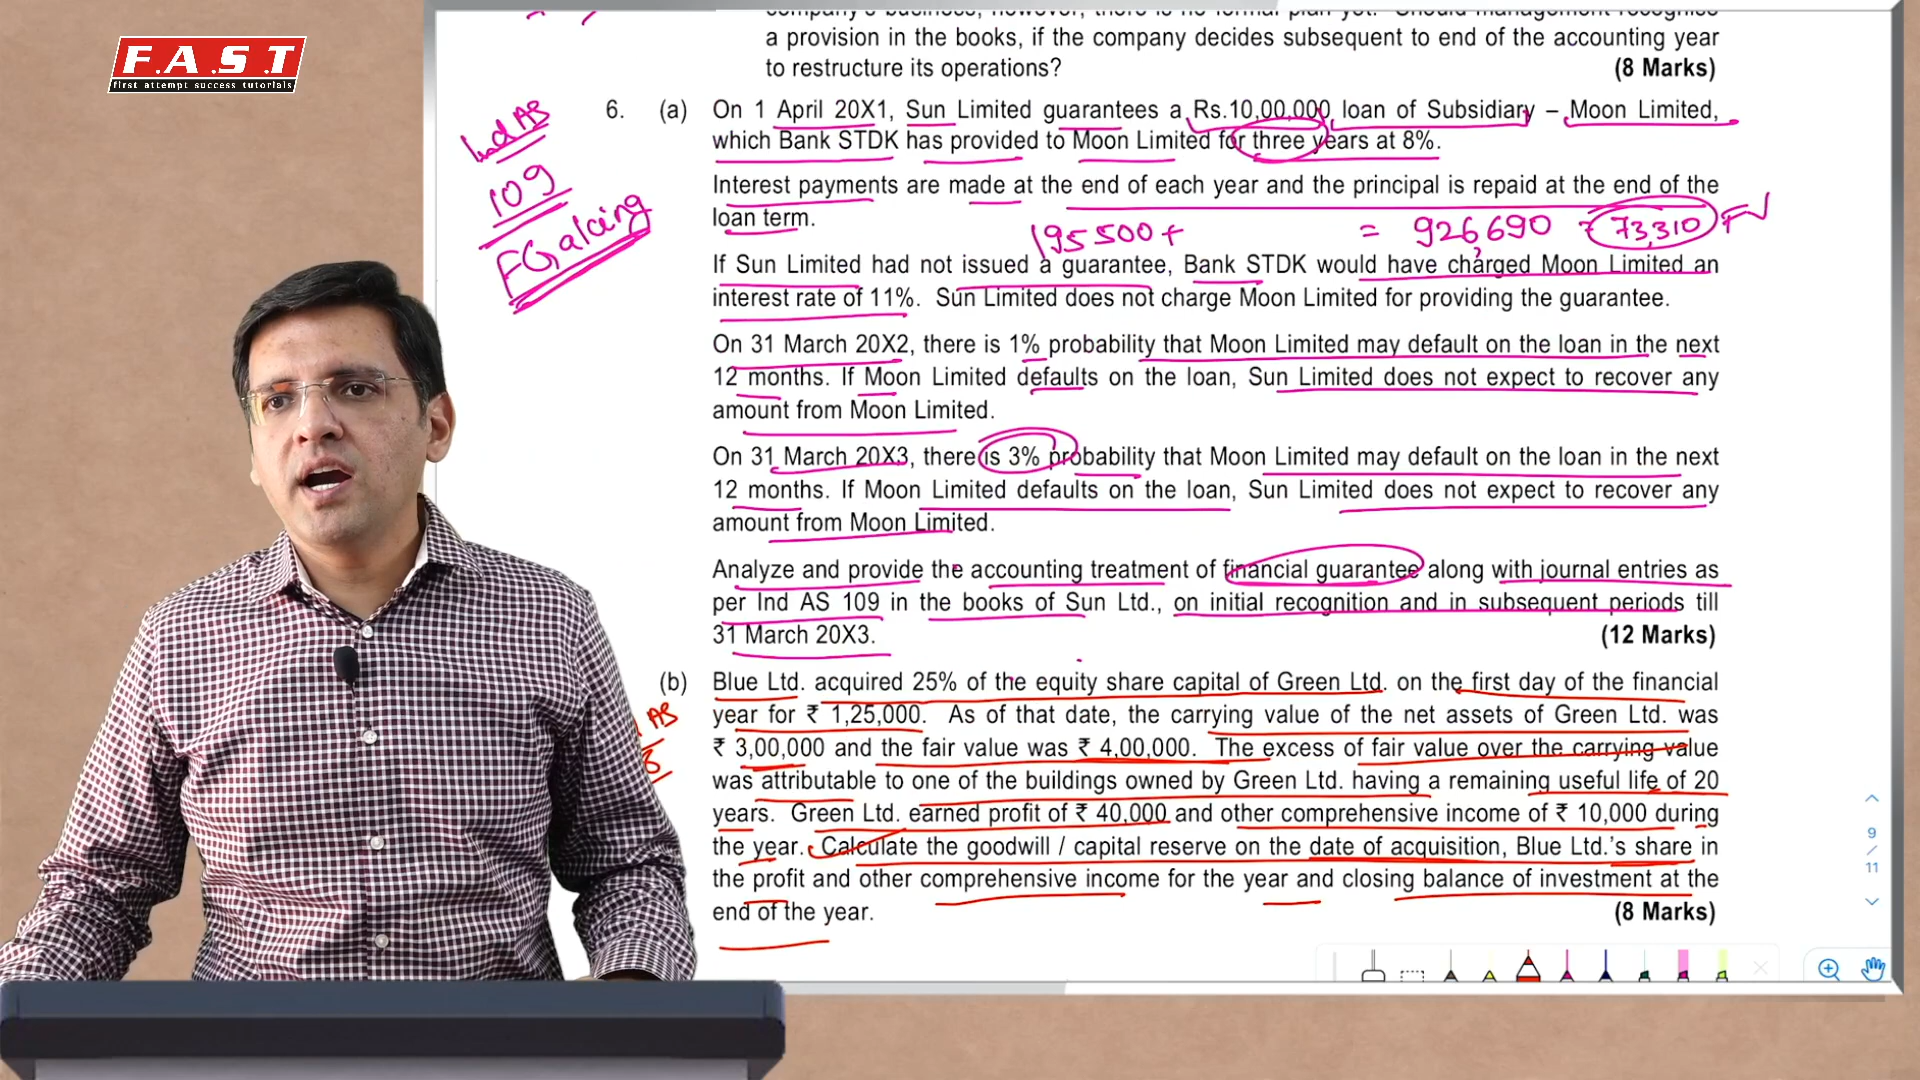 F.A.S.T
first attempt success tutorials
a provision in the books, if the company decides subsequent to end of the accounting year
to restructure its operations?
(8 Marks)
6. (a) On 1 April 20X1, Sun Limited guarantees a Rs.10,00,000 loan of Subsidiary – Moon Limited,
which Bank STDK has provided to Moon Limited for three years at 8%.
Interest payments are made at the end of each year and the principal is repaid at the end of the
loan term.
195500+ = 926,690 = 73,310 FV
If Sun Limited had not issued a guarantee, Bank STDK would have charged Moon Limited an
interest rate of 11%. Sun Limited does not charge Moon Limited for providing the guarantee.
On 31 March 20X2, there is 1% probability that Moon Limited may default on the loan in the next
12 months. If Moon Limited defaults on the loan, Sun Limited does not expect to recover any
amount from Moon Limited.
On 31 March 20X3, there is 3% probability that Moon Limited may default on the loan in the next
12 months. If Moon Limited defaults on the loan, Sun Limited does not expect to recover any
amount from Moon Limited.
Analyze and provide the accounting treatment of financial guarantee along with journal entries as
per Ind AS 109 in the books of Sun Ltd., on initial recognition and in subsequent periods till
31 March 20X3.
(12 Marks)
(b) Blue Ltd. acquired 25% of the equity share capital of Green Ltd. on the first day of the financial
year for ₹ 1,25,000. As of that date, the carrying value of the net assets of Green Ltd. was
₹ 3,00,000 and the fair value was ₹ 4,00,000. The excess of fair value over the carrying value
was attributable to one of the buildings owned by Green Ltd. having a remaining useful life of 20
years. Green Ltd. earned profit of ₹ 40,000 and other comprehensive income of ₹ 10,000 during
the year. Calculate the goodwill / capital reserve on the date of acquisition, Blue Ltd.'s share in
the profit and other comprehensive income for the year and closing balance of investment at the
end of the year.
(8 Marks)
Ind AS
109
AS
9
/
11